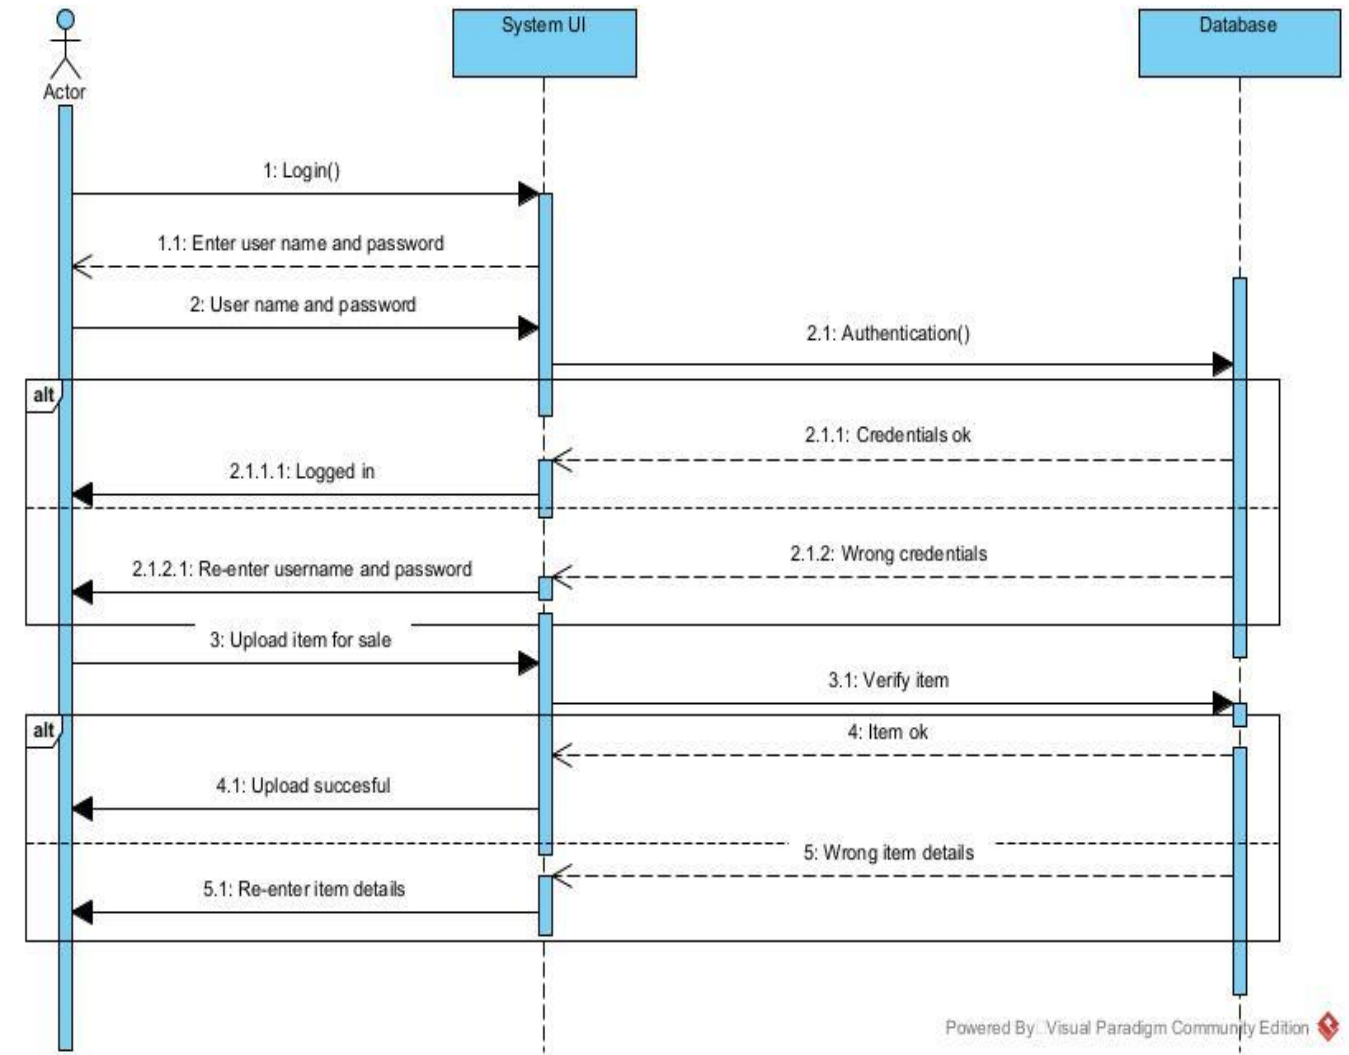 System UI
Database
Actor
1: Login()
1.1: Enter user name and password
2: User name and password
2.1: Authentication()
alt
2.1.1: Credentials ok
2.1.1.1: Logged in
2.1.2: Wrong credentials
2.1.2.1: Re-enter username and password
3: Upload item for sale
3.1: Verify item
alt
4: Item ok
4.1: Upload succesful
5: Wrong item details
5.1: Re-enter item details
Powered By Visual Paradigm Community Edition